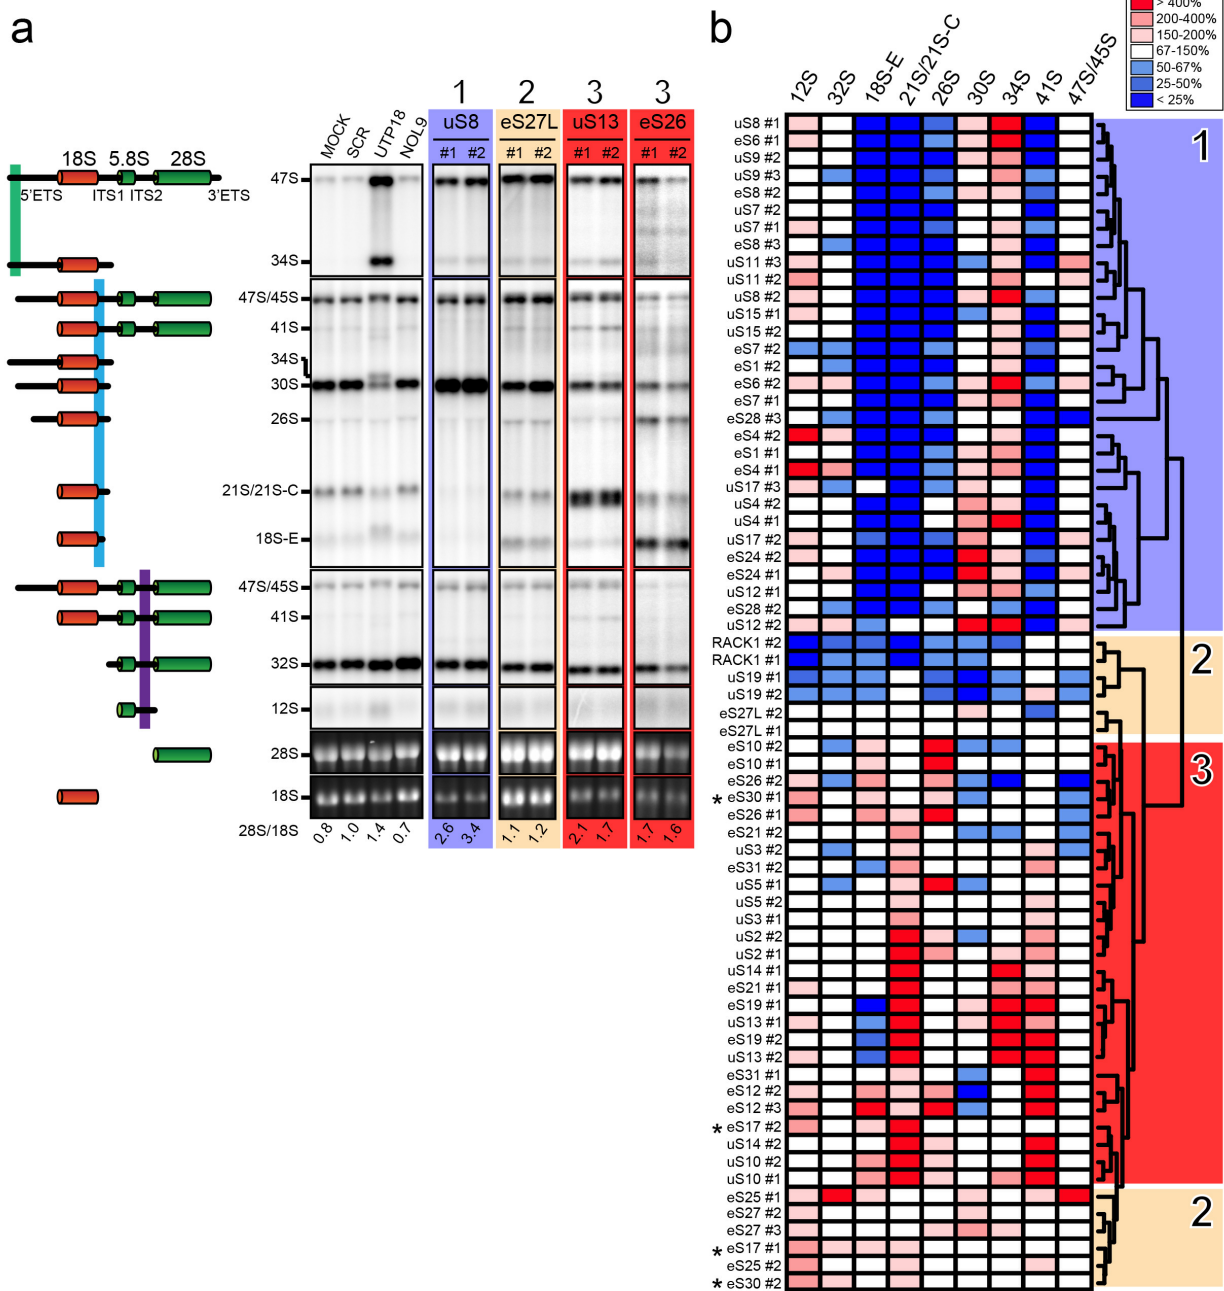 a
18S 5.8S 28S
5'ETS ITS1 ITS2 3'ETS
MOCK SCR UTP18 NOL9
1 2 3 3
uS8 eS27L uS13 eS26
#1 #2 #1 #2 #1 #2 #1 #2
47S
34S
47S/45S
41S
34S
30S
26S
21S/21S-C
18S-E
47S/45S
41S
32S
12S
28S
18S
28S/18S 0.8 1.0 1.4 0.7 2.6 3.4 1.1 1.2 2.1 1.7 1.7 1.6
b
> 400%
200-400%
150-200%
67-150%
50-67%
25-50%
< 25%
12S 32S 18S-E 21S/21S-C 26S 30S 34S 41S 47S/45S
uS8 #1
eS6 #1
uS9 #2
uS9 #3
eS8 #2
uS7 #2
uS7 #1
eS8 #3
uS11 #3
uS11 #2
uS8 #2
uS15 #1
uS15 #2
eS7 #2
eS1 #2
eS6 #2
eS7 #1
eS28 #3
eS4 #2
eS1 #1
eS4 #1
uS17 #3
uS4 #2
uS4 #1
uS17 #2
eS24 #2
eS24 #1
uS12 #1
eS28 #2
uS12 #2
1
RACK1 #2
RACK1 #1
uS19 #1
uS19 #2
eS27L #2
eS27L #1
2
eS10 #2
eS10 #1
eS26 #2
* eS30 #1
eS26 #1
eS21 #2
uS3 #2
eS31 #2
uS5 #1
uS5 #2
uS3 #1
uS2 #2
uS2 #1
uS14 #1
eS21 #1
eS19 #1
uS13 #1
eS19 #2
uS13 #2
eS31 #1
eS12 #2
eS12 #3
* eS17 #2
uS14 #2
uS10 #2
uS10 #1
3
eS25 #1
eS27 #2
eS27 #3
* eS17 #1
eS25 #2
* eS30 #2
2